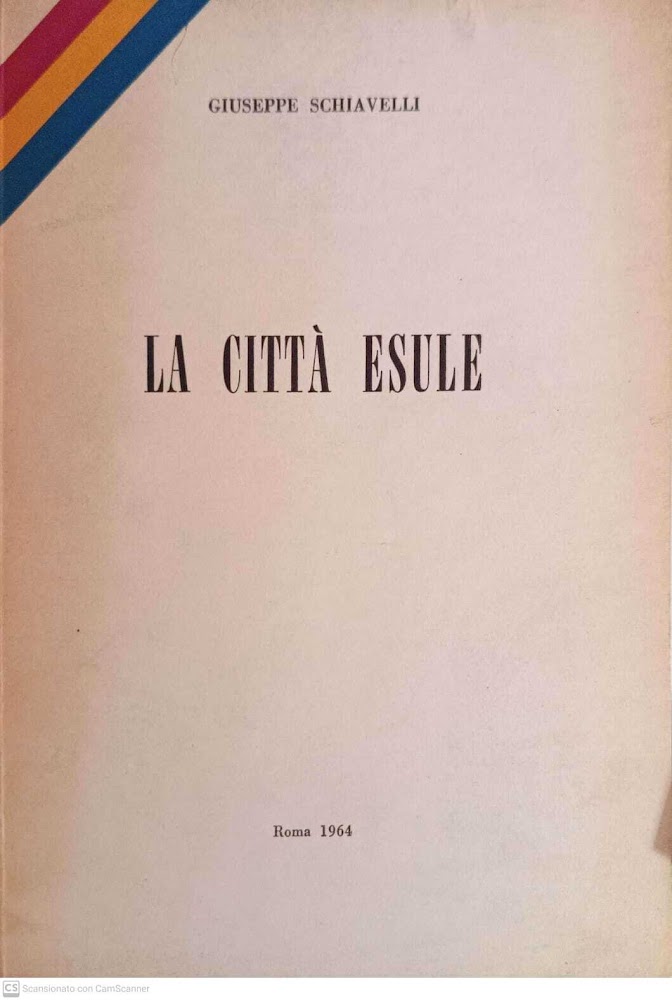 GIUSEPPE SCHIAVELLI
LA CITTÀ ESULE
Roma 1964
CS Scansionato con CamScanner